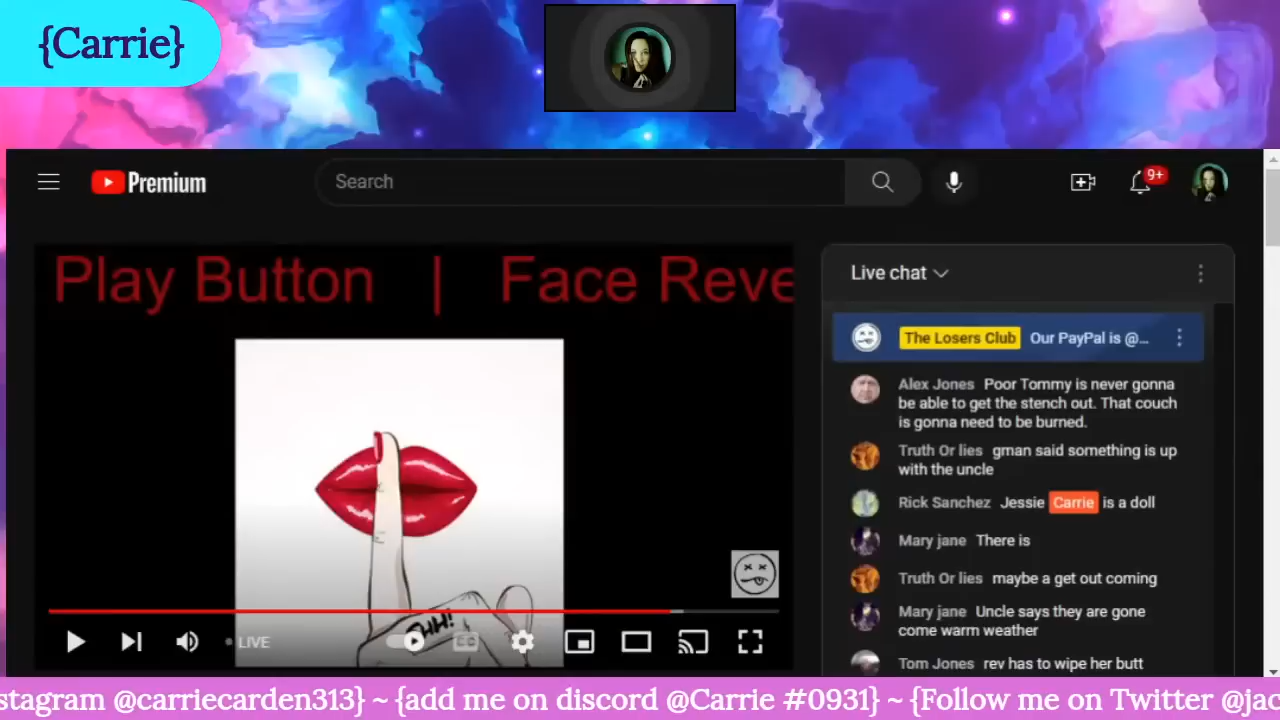 {Carrie}
Premium
Search
9+
Play Button | Face Reve
Live chat
The Losers Club Our PayPal is @...
Alex Jones Poor Tommy is never gonna
be able to get the stench out. That couch
is gonna need to be burned.
Truth Or lies gman said something is up
with the uncle
Rick Sanchez Jessie Carrie is a doll
Mary jane There is
Truth Or lies maybe a get out coming
Mary jane Uncle says they are gone
come warm weather
Tom Jones rev has to wipe her butt
LIVE
CC
stagram @carriecarden313} ~ {add me on discord @Carrie #0931} ~ {Follow me on Twitter @jac